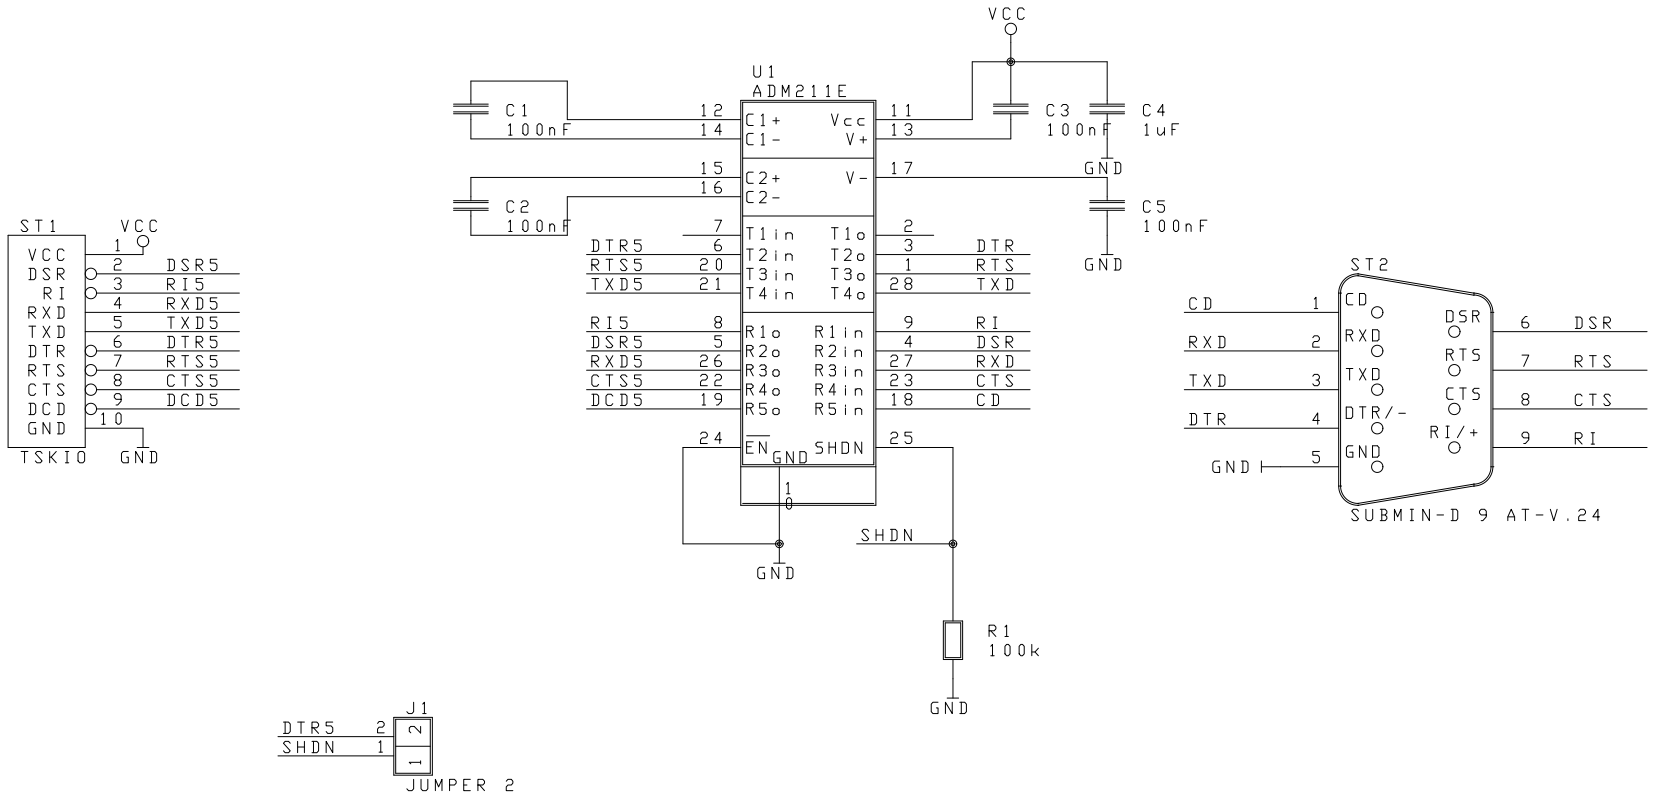 VCC
U1
ADM211E
C1
100nF
12
14
C1+
C1-
Vcc
V+
11
13
C3
100nF
C4
1uF
GND
15
16
C2+
C2-
V-
17
C2
100nF
C5
100nF
GND
ST1
VCC
VCC 1
DSR 2 DSR5
RI 3 RI5
RXD 4 RXD5
TXD 5 TXD5
DTR 6 DTR5
RTS 7 RTS5
CTS 8 CTS5
DCD 9 DCD5
GND 10
TSKIO
GND
7 T1in T1o 2
DTR5 6 T2in T2o 3 DTR
RTS5 20 T3in T3o 1 RTS
TXD5 21 T4in T4o 28 TXD
RI5 8 R1o R1in 9 RI
DSR5 5 R2o R2in 4 DSR
RXD5 26 R3o R3in 27 RXD
CTS5 22 R4o R4in 23 CTS
DCD5 19 R5o R5in 18 CD
24 EN SHDN 25
GND
1
0
SHDN
GND
R1
100k
GND
ST2
CD 1 CD
DSR 6 DSR
RXD 2 RXD
RTS 7 RTS
TXD 3 TXD
CTS 8 CTS
DTR 4 DTR/-
RI/+ 9 RI
GND 5 GND
SUBMIN-D 9 AT-V.24
J1
DTR5 2 2
SHDN 1 1
JUMPER 2